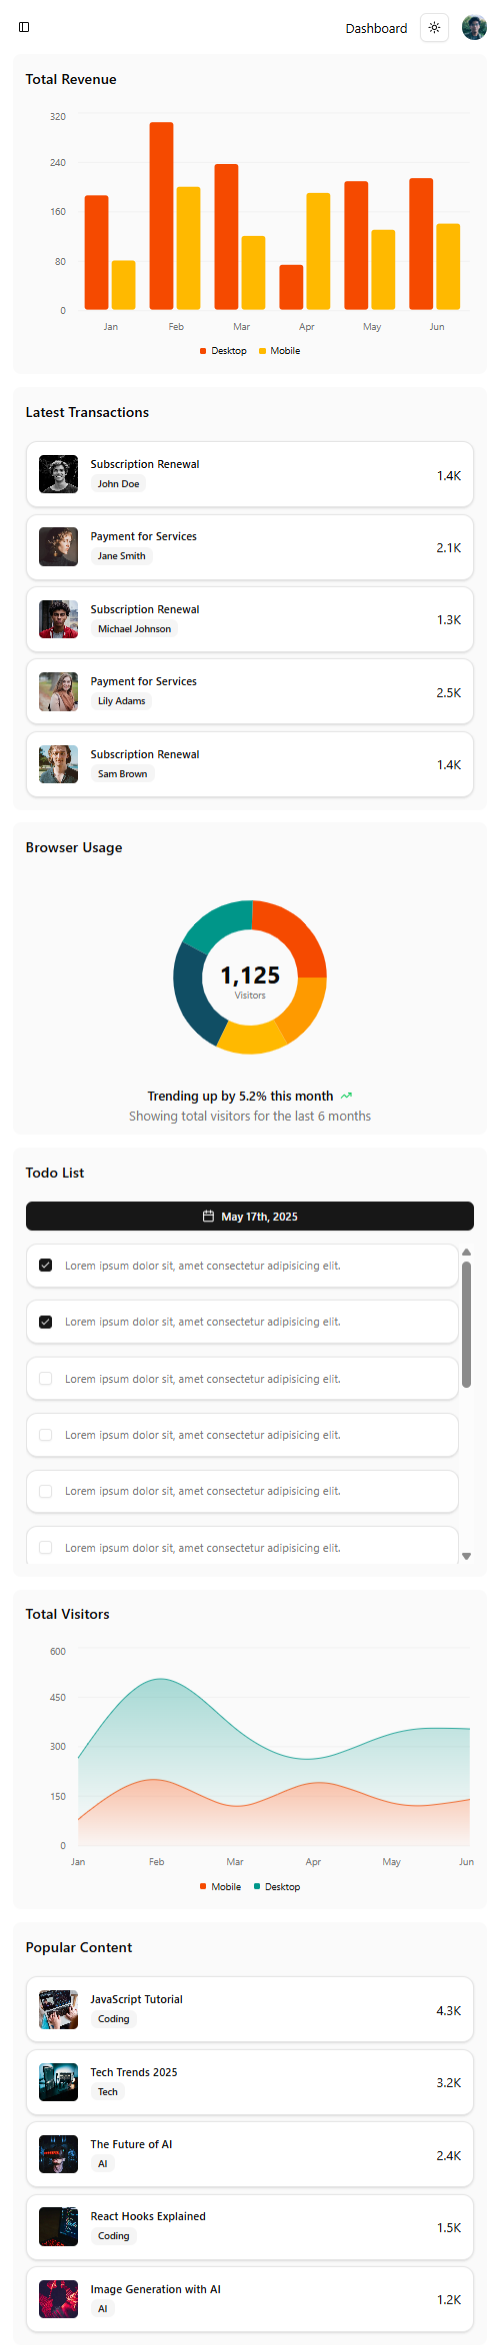 Dashboard
Total Revenue
320
240
160
80
0
Jan Feb Mar Apr May Jun
Desktop Mobile
Latest Transactions
Subscription Renewal
John Doe
1.4K
Payment for Services
Jane Smith
2.1K
Subscription Renewal
Michael Johnson
1.3K
Payment for Services
Lily Adams
2.5K
Subscription Renewal
Sam Brown
1.4K
Browser Usage
1,125
Visitors
Trending up by 5.2% this month
Showing total visitors for the last 6 months
Todo List
May 17th, 2025
Lorem ipsum dolor sit, amet consectetur adipisicing elit.
Lorem ipsum dolor sit, amet consectetur adipisicing elit.
Lorem ipsum dolor sit, amet consectetur adipisicing elit.
Lorem ipsum dolor sit, amet consectetur adipisicing elit.
Lorem ipsum dolor sit, amet consectetur adipisicing elit.
Lorem ipsum dolor sit, amet consectetur adipisicing elit.
Total Visitors
600
450
300
150
0
Jan Feb Mar Apr May Jun
Mobile Desktop
Popular Content
JavaScript Tutorial
Coding
4.3K
Tech Trends 2025
Tech
3.2K
The Future of AI
AI
2.4K
React Hooks Explained
Coding
1.5K
Image Generation with AI
AI
1.2K